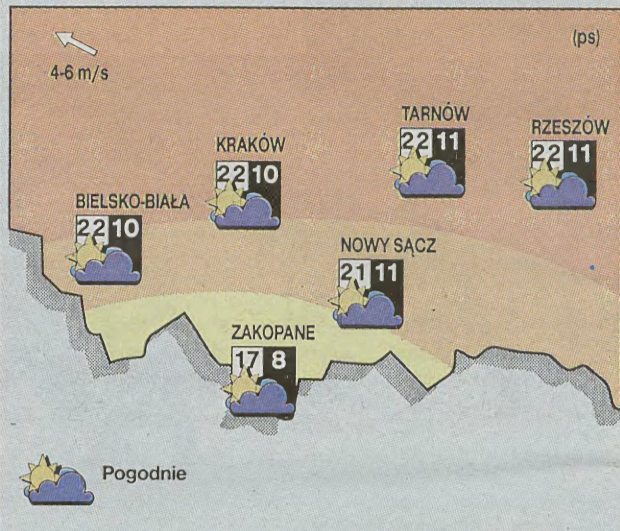 (ps)
4-6 m/s
TARNÓW
22 11
RZESZÓW
22 11
KRAKÓW
22 10
BIELSKO-BIAŁA
22 10
NOWY SĄCZ
21 11
ZAKOPANE
17 8
Pogodnie